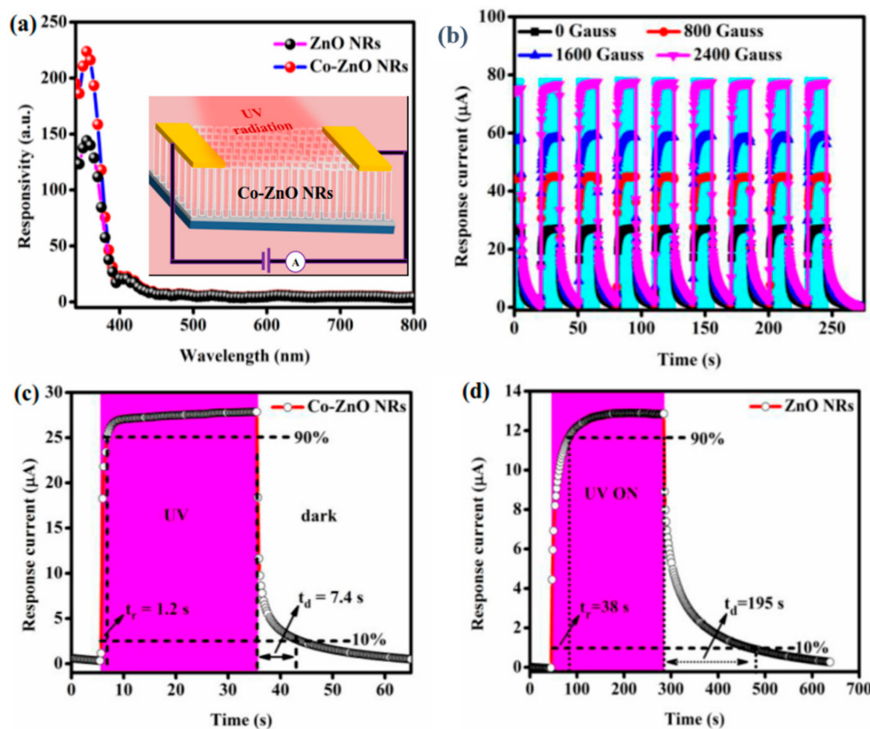 (a)
ZnO NRs
Co-ZnO NRs
250
200
150
100
50
0
Responsivity (a.u.)
400
500
600
700
800
Wavelength (nm)
UV
radiation
Co-ZnO NRs
A
(b)
0 Gauss
800 Gauss
1600 Gauss
2400 Gauss
100
80
60
40
20
0
Response current (μA)
0
50
100
150
200
250
Time (s)
(c)
Co-ZnO NRs
30
25
20
15
10
5
0
Response current (μA)
90%
UV
dark
t_d = 7.4 s
t_r = 1.2 s
10%
0
20
40
60
Time (s)
(d)
ZnO NRs
14
12
10
8
6
4
2
0
Response current (μA)
90%
UV ON
t_d=195 s
t_r=38 s
10%
0
100
200
300
400
500
600
700
Time (s)